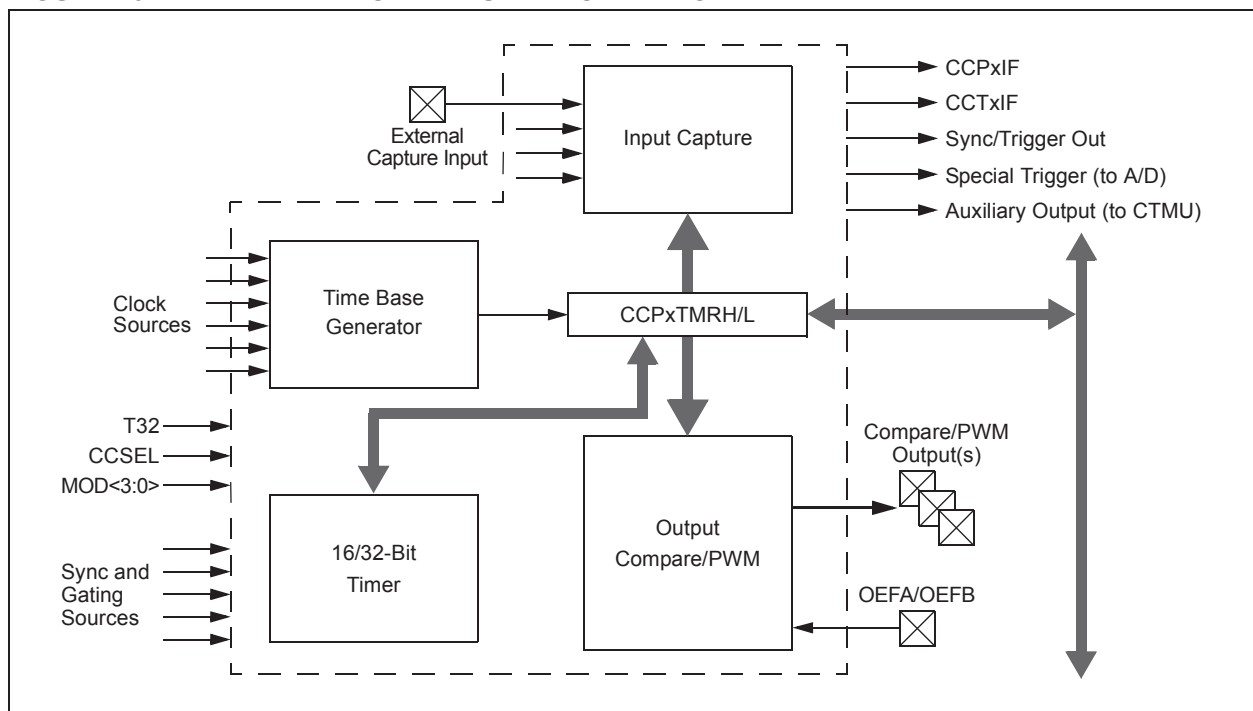 CCPxIF
CCTxIF
Sync/Trigger Out
Special Trigger (to A/D)
Auxiliary Output (to CTMU)
External
Capture Input
Input Capture
Clock
Sources
Time Base
Generator
CCPxTMRH/L
T32
CCSEL
MOD<3:0>
Sync and
Gating
Sources
16/32-Bit
Timer
Output
Compare/PWM
Compare/PWM
Output(s)
OEFA/OEFB